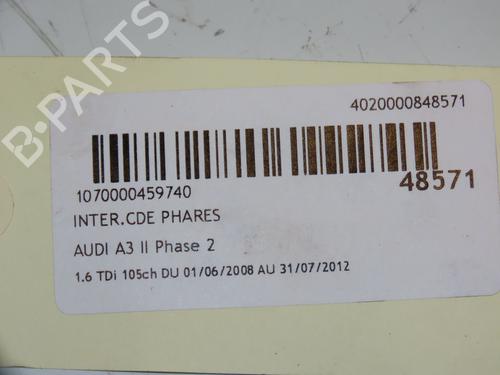 B-PARTS
4020000848571
1070000459740
48571
INTER.CDE PHARES
AUDI A3 II Phase 2
1.6 TDi 105ch DU 01/06/2008 AU 31/07/2012